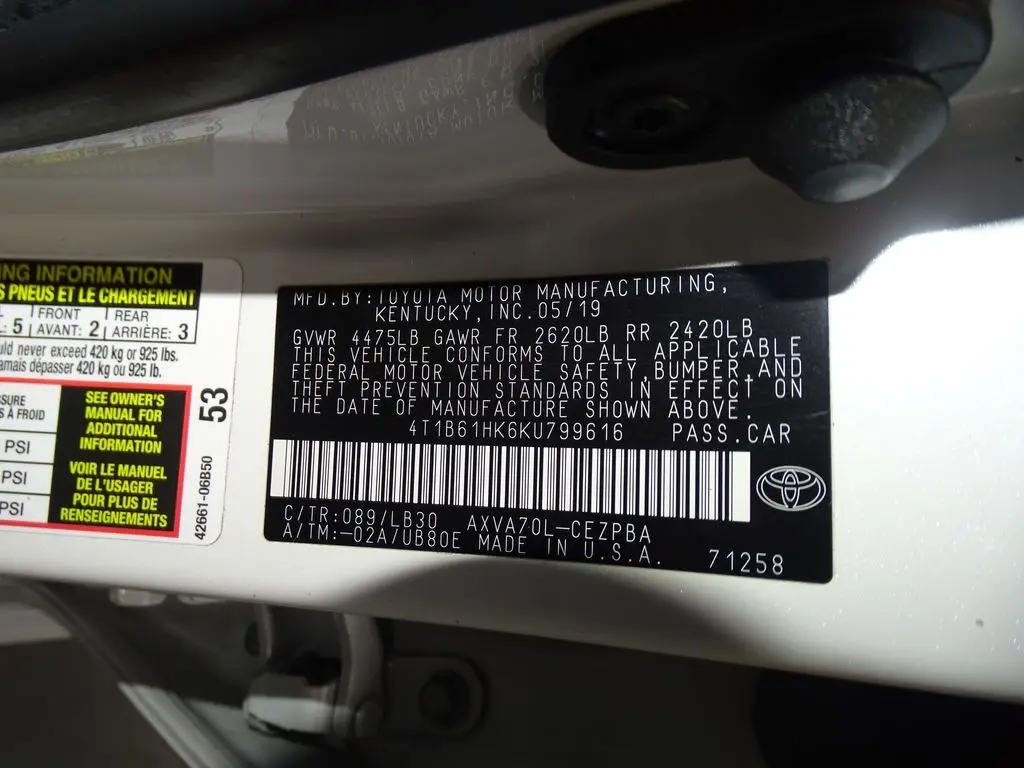 ING INFORMATION
S PNEUS ET LE CHARGEMENT
: 5 FRONT AVANT: 2 REAR ARRIÈRE: 3
uld never exceed 420 kg or 925 lbs.
amais dépasser 420 kg ou 925 lb.
SURE
S À FROID
PSI
PSI
PSI
SEE OWNER'S
MANUAL FOR
ADDITIONAL
INFORMATION
VOIR LE MANUEL
DE L'USAGER
POUR PLUS DE
RENSEIGNEMENTS
53
42661-06B50
MFD.BY:TOYOTA MOTOR MANUFACTURING,
KENTUCKY,INC.05/19
GVWR 4475LB GAWR FR 2620LB RR 2420LB
THIS VEHICLE CONFORMS TO ALL APPLICABLE
FEDERAL MOTOR VEHICLE SAFETY,BUMPER,AND
THEFT PREVENTION STANDARDS IN EFFECT ON
THE DATE OF MANUFACTURE SHOWN ABOVE.
4T1B61HK6KU799616 PASS.CAR
C/TR:089/LB30 AXVA70L-CEZPBA
A/TM:-02A/UB80E MADE IN U.S.A. 71258